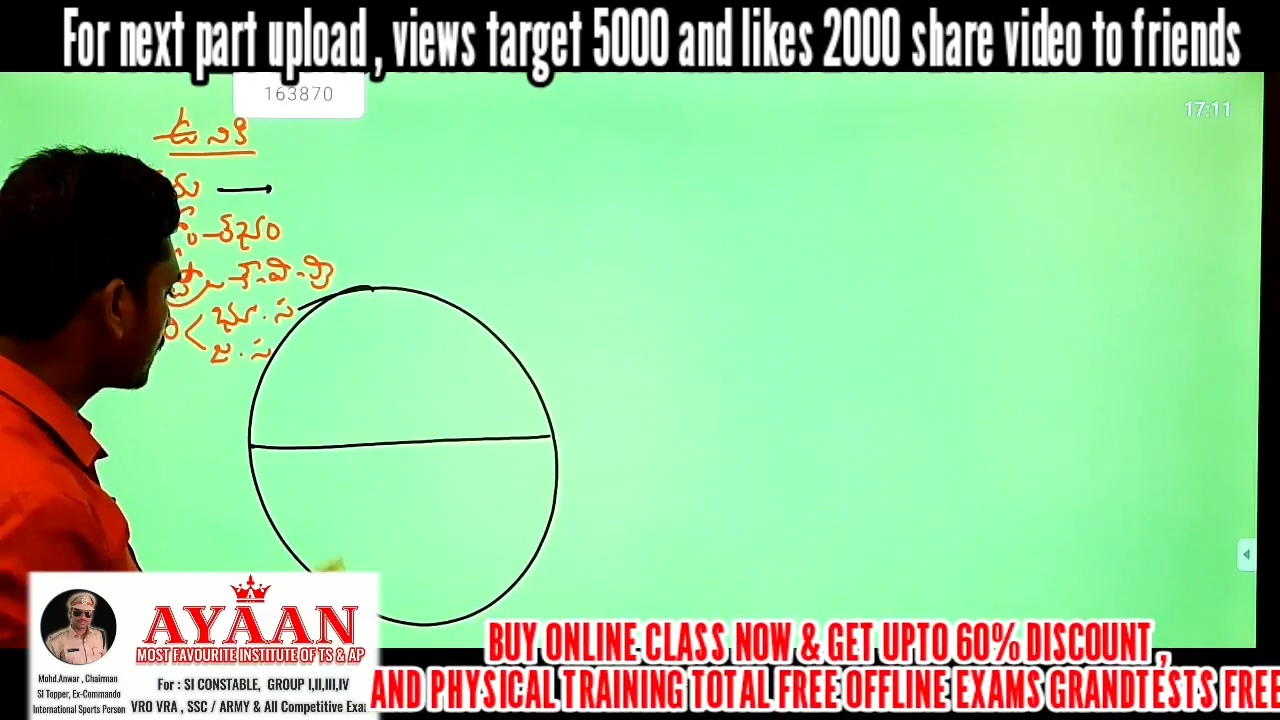 For next part upload , views target 5000 and likes 2000 share video to friends
163870
17:11
ఉనికి
భూ.స
జ.స
AYAAN
MOST FAVOURITE INSTITUTE OF TS & AP
Mohd.Anwar , Chairman
SI Topper, Ex-Commando
International Sports Person
For : SI CONSTABLE, GROUP I,II,III,IV
VRO VRA , SSC / ARMY & All Competitive Exa
BUY ONLINE CLASS NOW & GET UPTO 60% DISCOUNT ,
AND PHYSICAL TRAINING TOTAL FREE OFFLINE EXAMS GRANDTESTS FREE